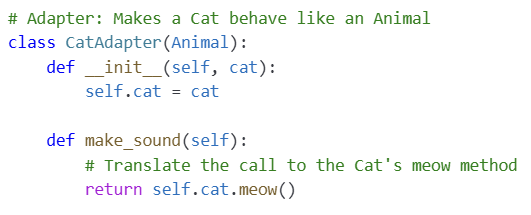 # Adapter: Makes a Cat behave like an Animal
class CatAdapter(Animal):
    def __init__(self, cat):
        self.cat = cat

    def make_sound(self):
        # Translate the call to the Cat's meow method
        return self.cat.meow()